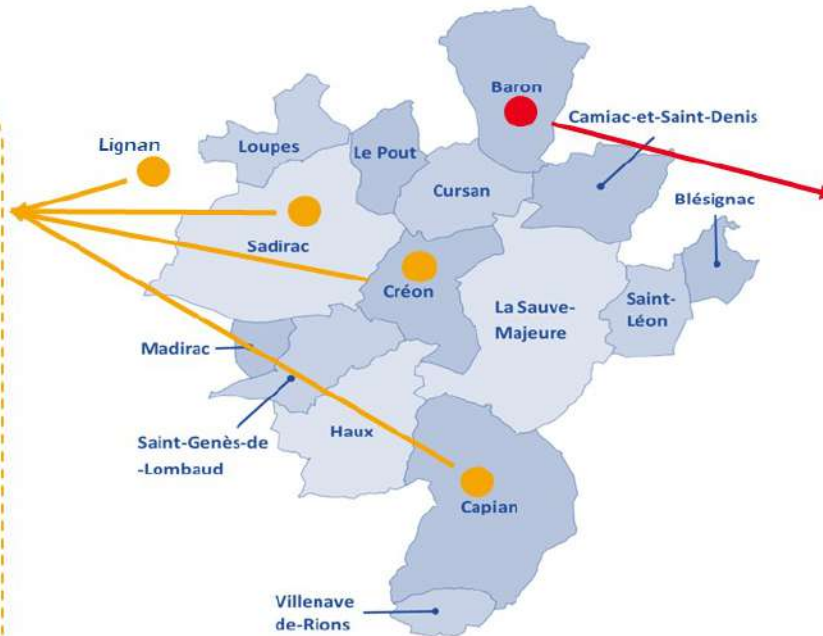 Baron
Camiac-et-Saint-Denis
Lignan
Loupes
Le Pout
Cursan
Blésignac
Sadirac
Créon
La Sauve-
Majeure
Saint-
Léon
Madirac
Haux
Saint-Genès-de
-Lombaud
Capian
Villenave
de-Rions